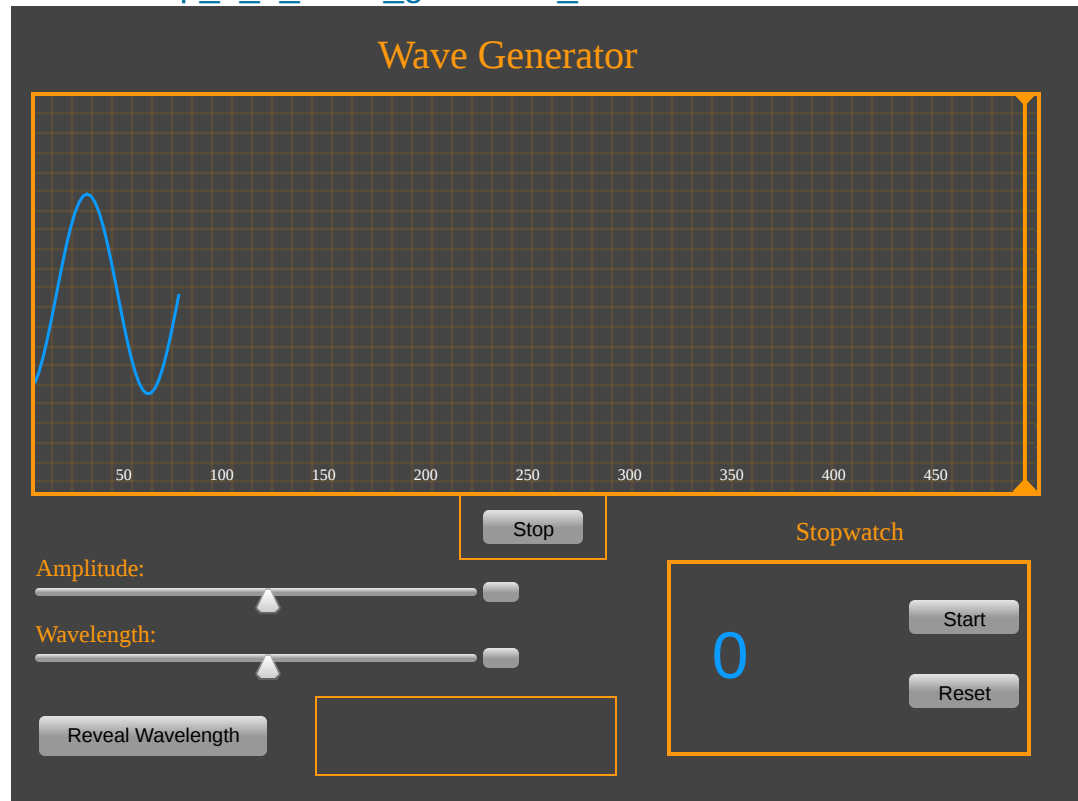 Wave Generator
50 100 150 200 250 300 350 400 450
Stop
Stopwatch
Amplitude:
Start
Wavelength:
0
Reset
Reveal Wavelength